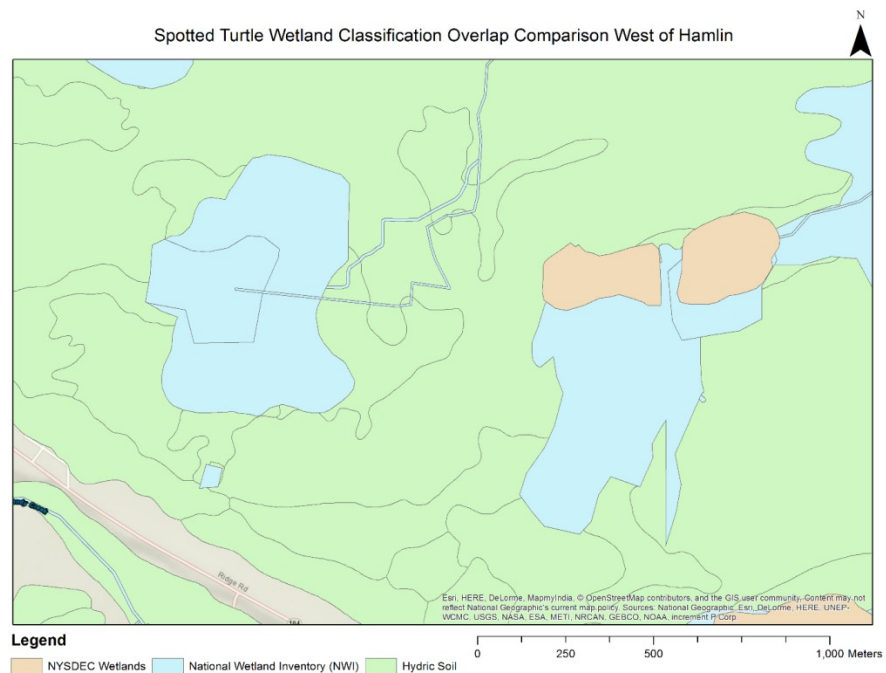 N
Spotted Turtle Wetland Classification Overlap Comparison West of Hamlin
Ridge Rd
104
Esri, HERE, DeLorme, MapmyIndia, © OpenStreetMap contributors, and the GIS user community, Content may not
reflect National Geographic's current map policy. Sources: National Geographic, Esri, DeLorme, HERE, UNEP-
WCMC, USGS, NASA, ESA, METI, NRCAN, GEBCO, NOAA, increment P Corp.
Legend
NYSDEC Wetlands
National Wetland Inventory (NWI)
Hydric Soil
0 250 500 1,000 Meters